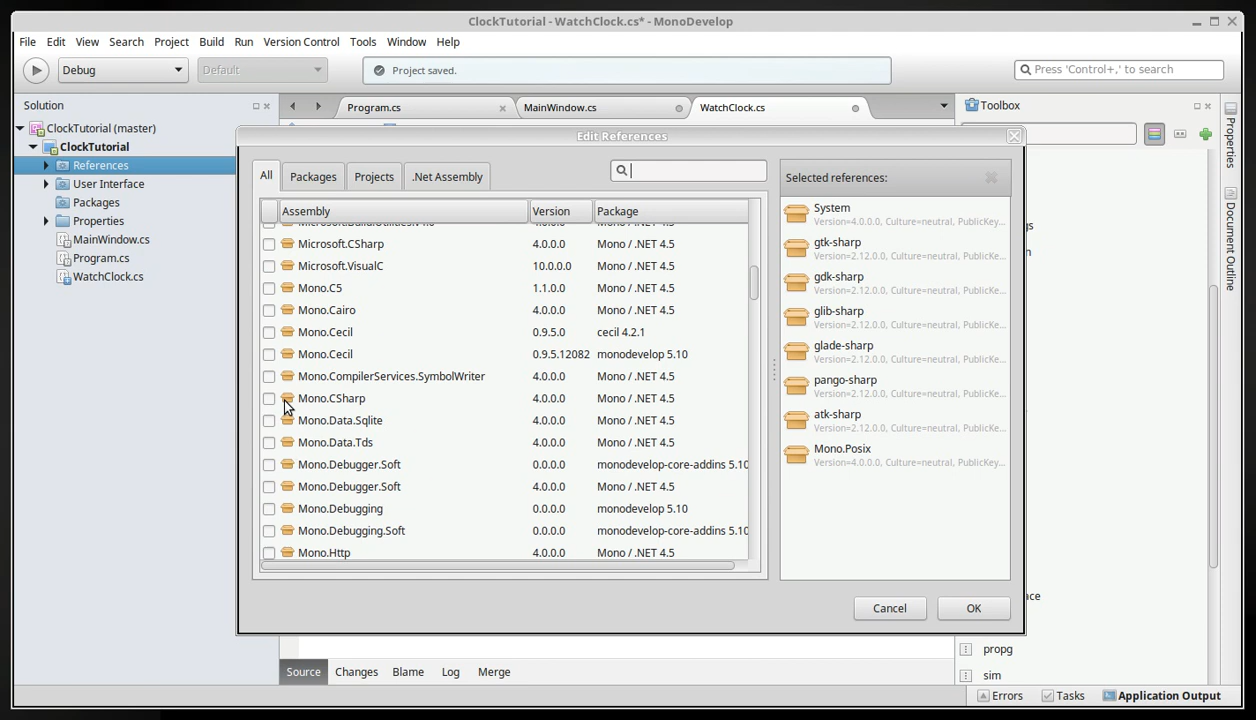 ClockTutorial - WatchClock.cs* - MonoDevelop
File Edit View Search Project Build Run Version Control Tools Window Help
Debug Default Project saved. Press 'Control+,' to search
Solution Program.cs MainWindow.cs WatchClock.cs Toolbox
ClockTutorial (master)
ClockTutorial
References
User Interface
Packages
Properties
MainWindow.cs
Program.cs
WatchClock.cs
Edit References
All Packages Projects .Net Assembly
Assembly Version Package
Microsoft.CSharp 4.0.0.0 Mono / .NET 4.5
Microsoft.VisualC 10.0.0.0 Mono / .NET 4.5
Mono.C5 1.1.0.0 Mono / .NET 4.5
Mono.Cairo 4.0.0.0 Mono / .NET 4.5
Mono.Cecil 0.9.5.0 cecil 4.2.1
Mono.Cecil 0.9.5.12082 monodevelop 5.10
Mono.CompilerServices.SymbolWriter 4.0.0.0 Mono / .NET 4.5
Mono.CSharp 4.0.0.0 Mono / .NET 4.5
Mono.Data.Sqlite 4.0.0.0 Mono / .NET 4.5
Mono.Data.Tds 4.0.0.0 Mono / .NET 4.5
Mono.Debugger.Soft 0.0.0.0 monodevelop-core-addins 5.10
Mono.Debugger.Soft 4.0.0.0 Mono / .NET 4.5
Mono.Debugging 0.0.0.0 monodevelop 5.10
Mono.Debugging.Soft 0.0.0.0 monodevelop-core-addins 5.10
Mono.Http 4.0.0.0 Mono / .NET 4.5
Selected references:
System
Version=4.0.0.0, Culture=neutral, PublicKey...
gtk-sharp
Version=2.12.0.0, Culture=neutral, PublicKe...
gdk-sharp
Version=2.12.0.0, Culture=neutral, PublicKe...
glib-sharp
Version=2.12.0.0, Culture=neutral, PublicKe...
glade-sharp
Version=2.12.0.0, Culture=neutral, PublicKe...
pango-sharp
Version=2.12.0.0, Culture=neutral, PublicKe...
atk-sharp
Version=2.12.0.0, Culture=neutral, PublicKe...
Mono.Posix
Version=4.0.0.0, Culture=neutral, PublicKey...
Cancel OK
propg
sim
Properties
Document Outline
Source Changes Blame Log Merge
Errors Tasks Application Output